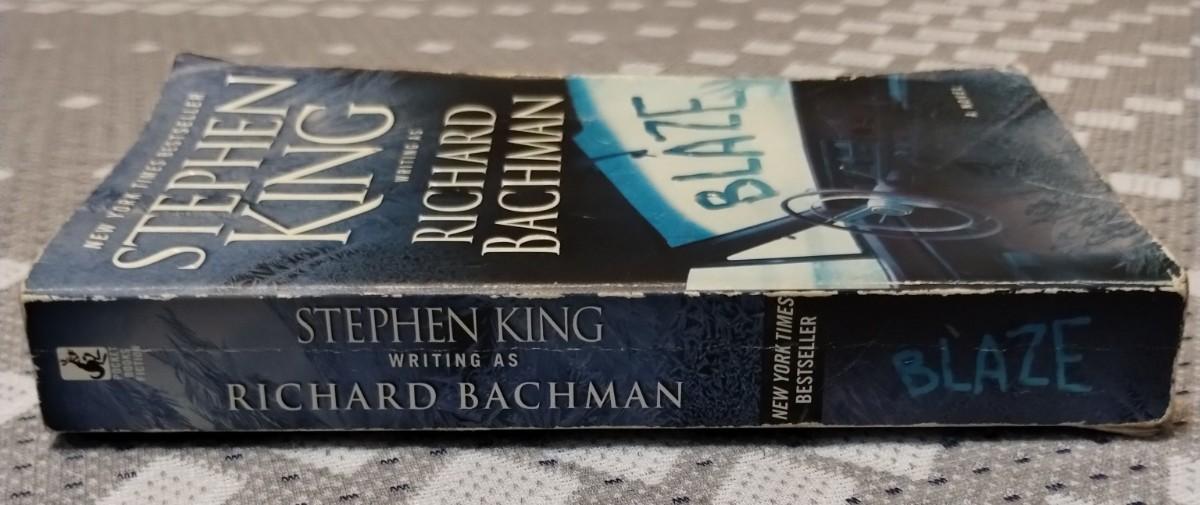 NEW YORK TIMES BESTSELLER
STEPHEN
KING
WRITING AS
RICHARD
BACHMAN
BLAZE
A NOVEL
STEPHEN KING
WRITING AS
RICHARD BACHMAN
NEW YORK TIMES
BESTSELLER
BLAZE